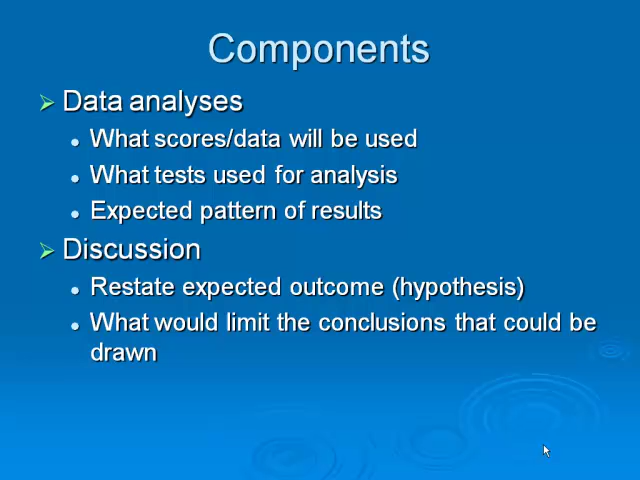 Components
Data analyses
What scores/data will be used
What tests used for analysis
Expected pattern of results
Discussion
Restate expected outcome (hypothesis)
What would limit the conclusions that could be
drawn